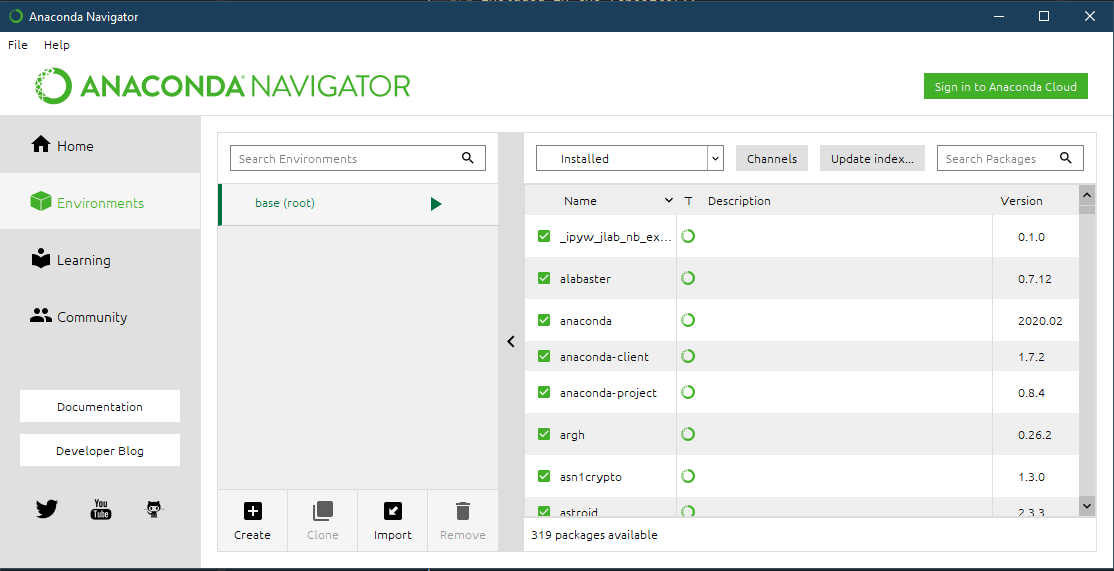 Anaconda Navigator
File Help
ANACONDA NAVIGATOR
Sign in to Anaconda Cloud
Home
Environments
Learning
Community
Documentation
Developer Blog
You
Tube
Search Environments
base (root)
Create Clone Import Remove
Installed Channels Update index... Search Packages
Name T Description Version
_ipyw_jlab_nb_ex... 0.1.0
alabaster 0.7.12
anaconda 2020.02
anaconda-client 1.7.2
anaconda-project 0.8.4
argh 0.26.2
asn1crypto 1.3.0
astroid 2.3.3
319 packages available